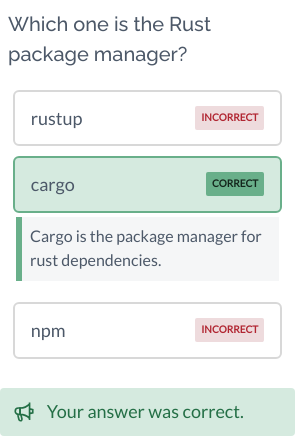 Which one is the Rust
package manager?
rustup INCORRECT
cargo CORRECT
Cargo is the package manager for
rust dependencies.
npm INCORRECT
Your answer was correct.